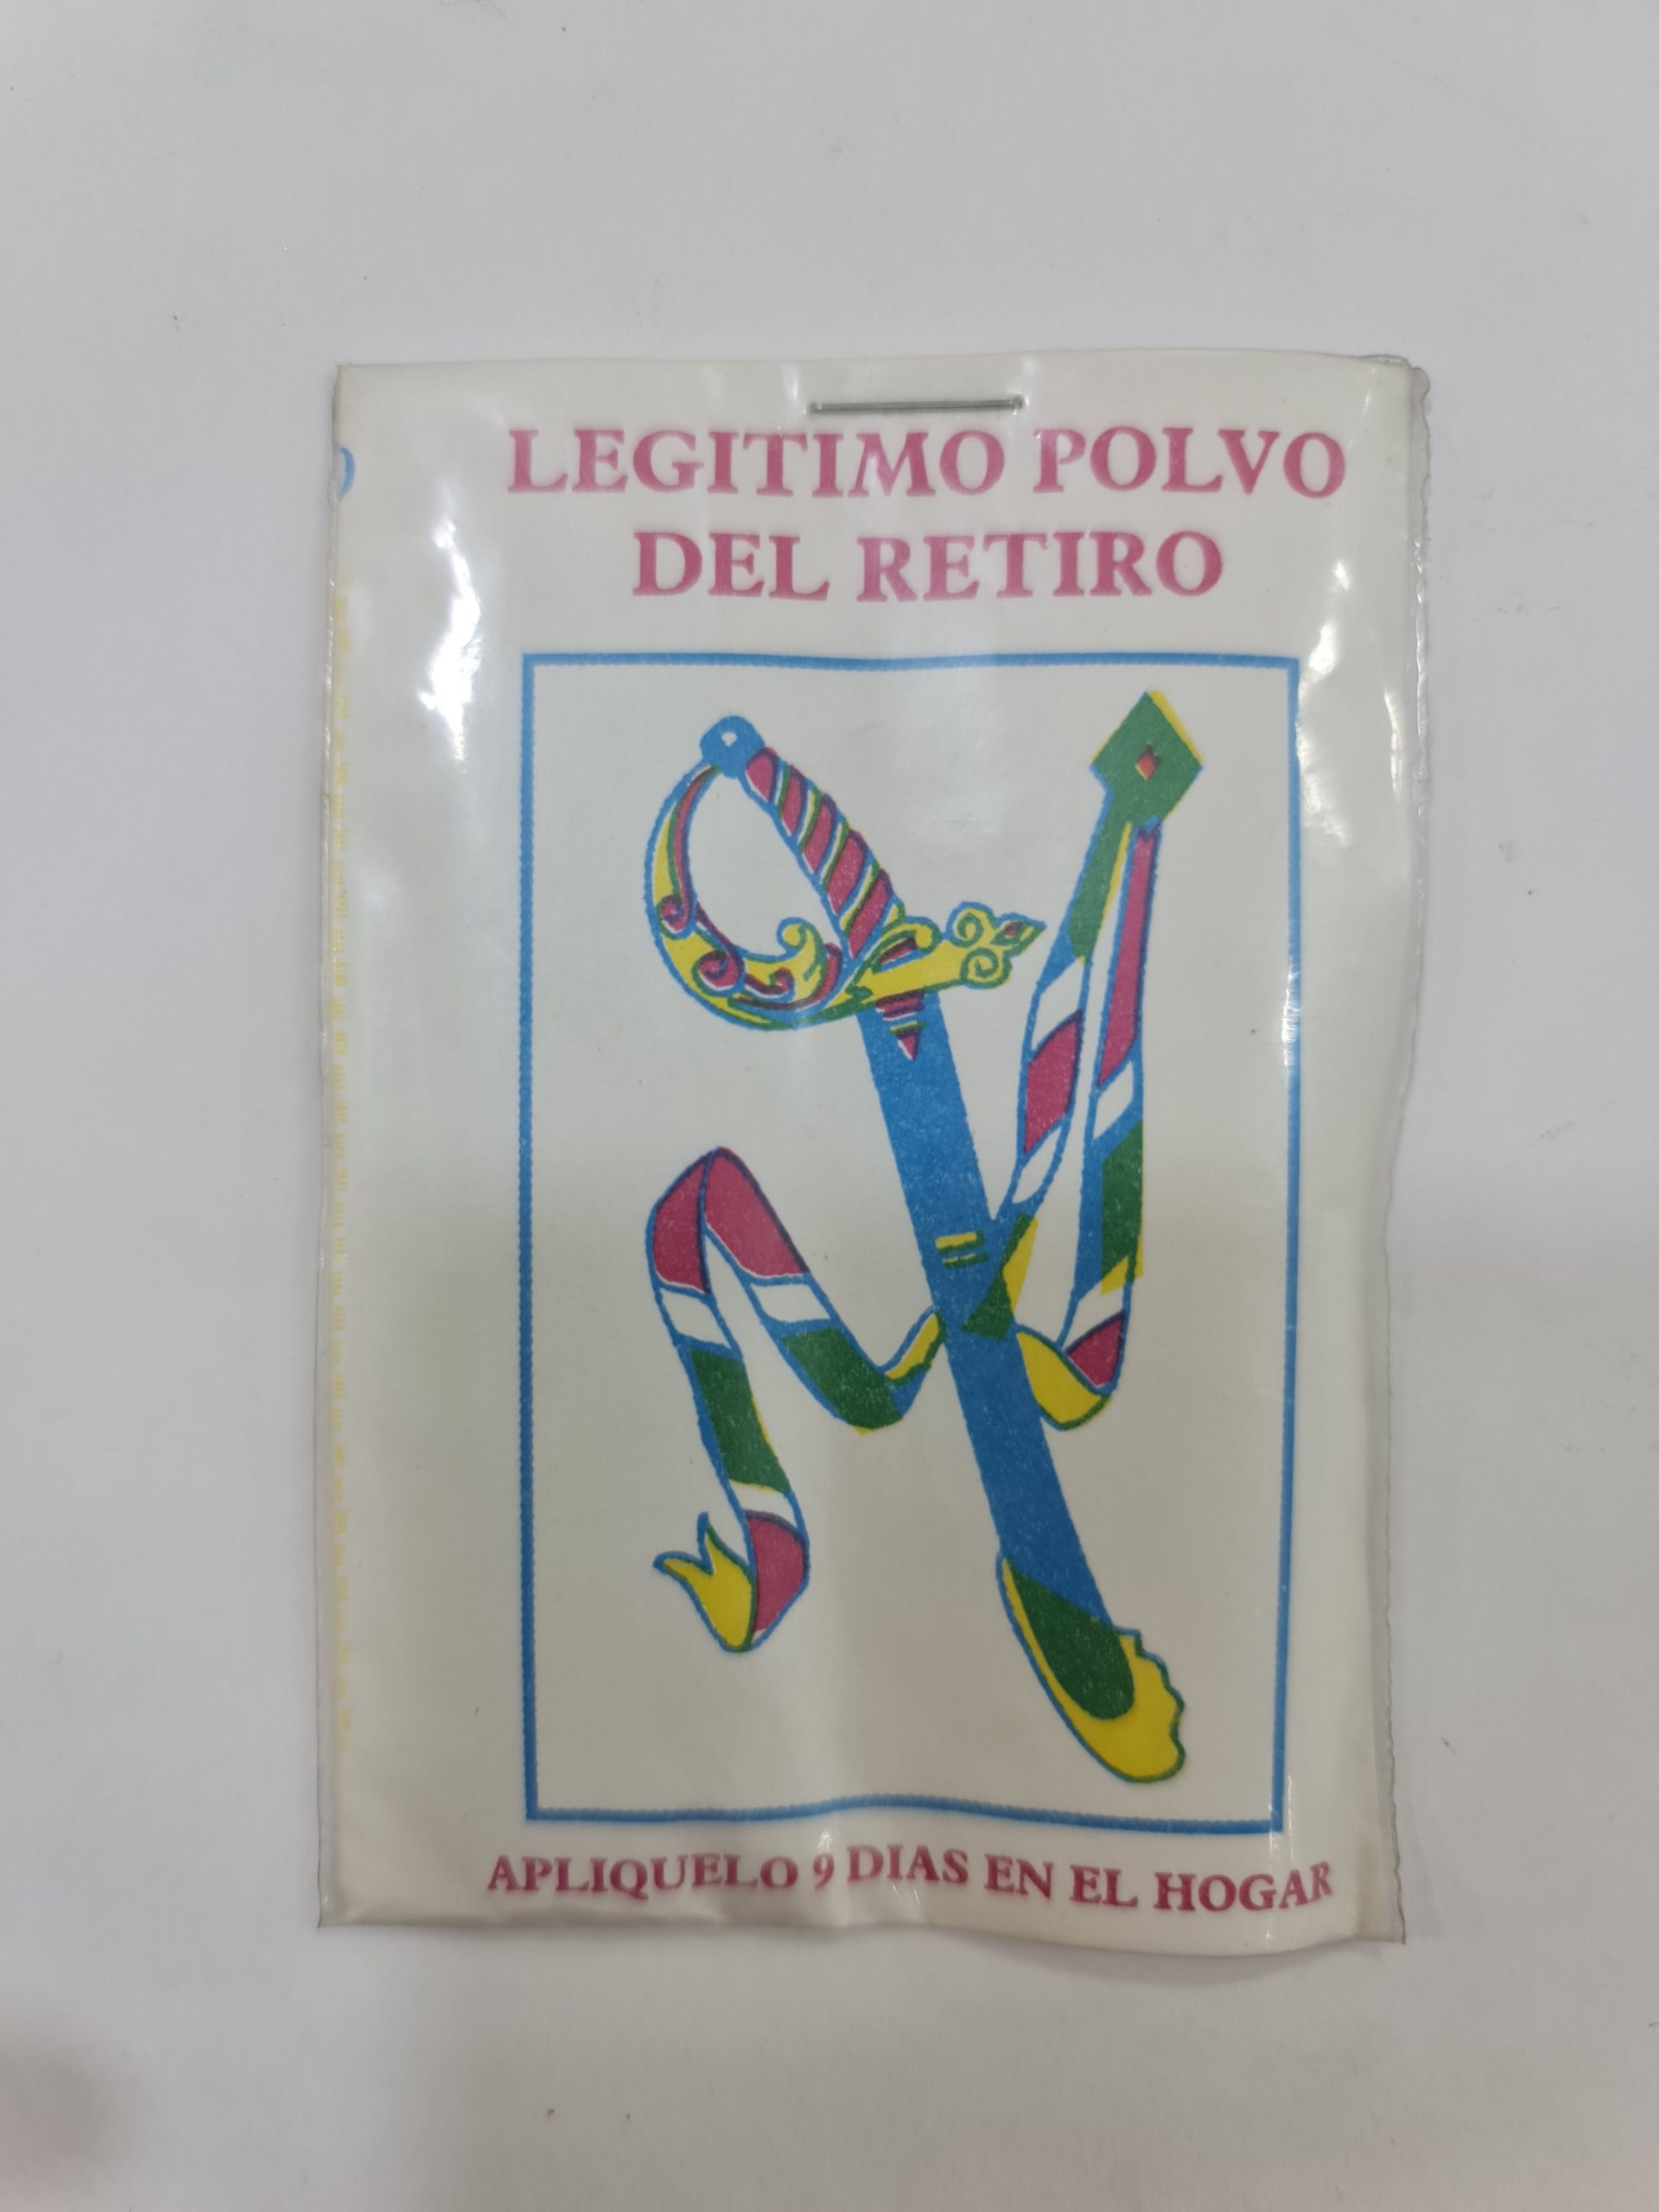 LEGITIMO POLVO
DEL RETIRO
APLIQUELO 9 DIAS EN EL HOGAR